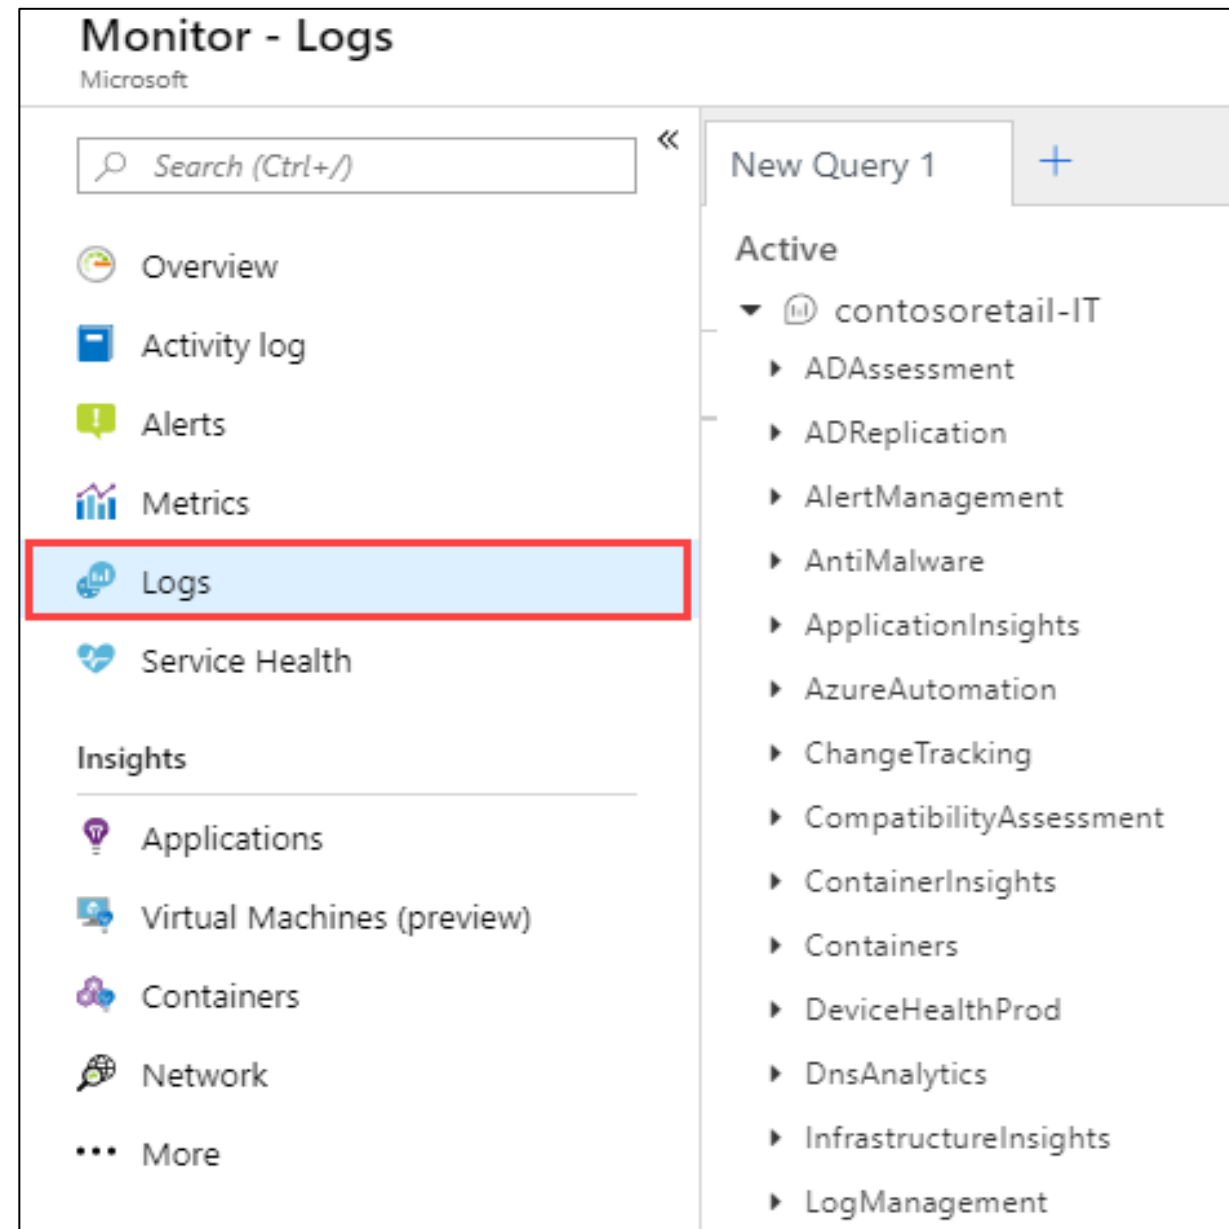 Monitor - Logs
Microsoft
Search (Ctrl+/)
«
Overview
Activity log
Alerts
Metrics
Logs
Service Health
Insights
Applications
Virtual Machines (preview)
Containers
Network
More
New Query 1
+
Active
contosoretail-IT
ADAssessment
ADReplication
AlertManagement
AntiMalware
ApplicationInsights
AzureAutomation
ChangeTracking
CompatibilityAssessment
ContainerInsights
Containers
DeviceHealthProd
DnsAnalytics
InfrastructureInsights
LogManagement